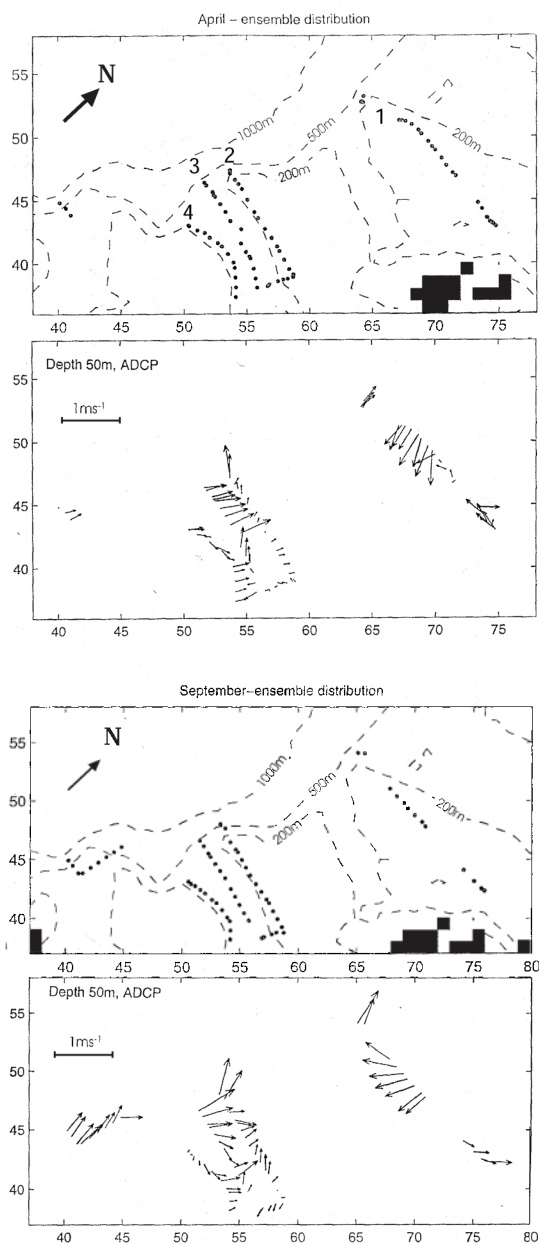 April – ensemble distribution
N
55
50
45
40
1000m
500m
200m
200m
1
2
3
4
40 45 50 55 60 65 70 75
Depth 50m, ADCP
1ms⁻¹
55
50
45
40
40 45 50 55 60 65 70 75
September–ensemble distribution
N
55
50
45
40
1000m
500m
200m
200m
40 45 50 55 60 65 70 75 80
Depth 50m, ADCP
1ms⁻¹
55
50
45
40
40 45 50 55 60 65 70 75 80